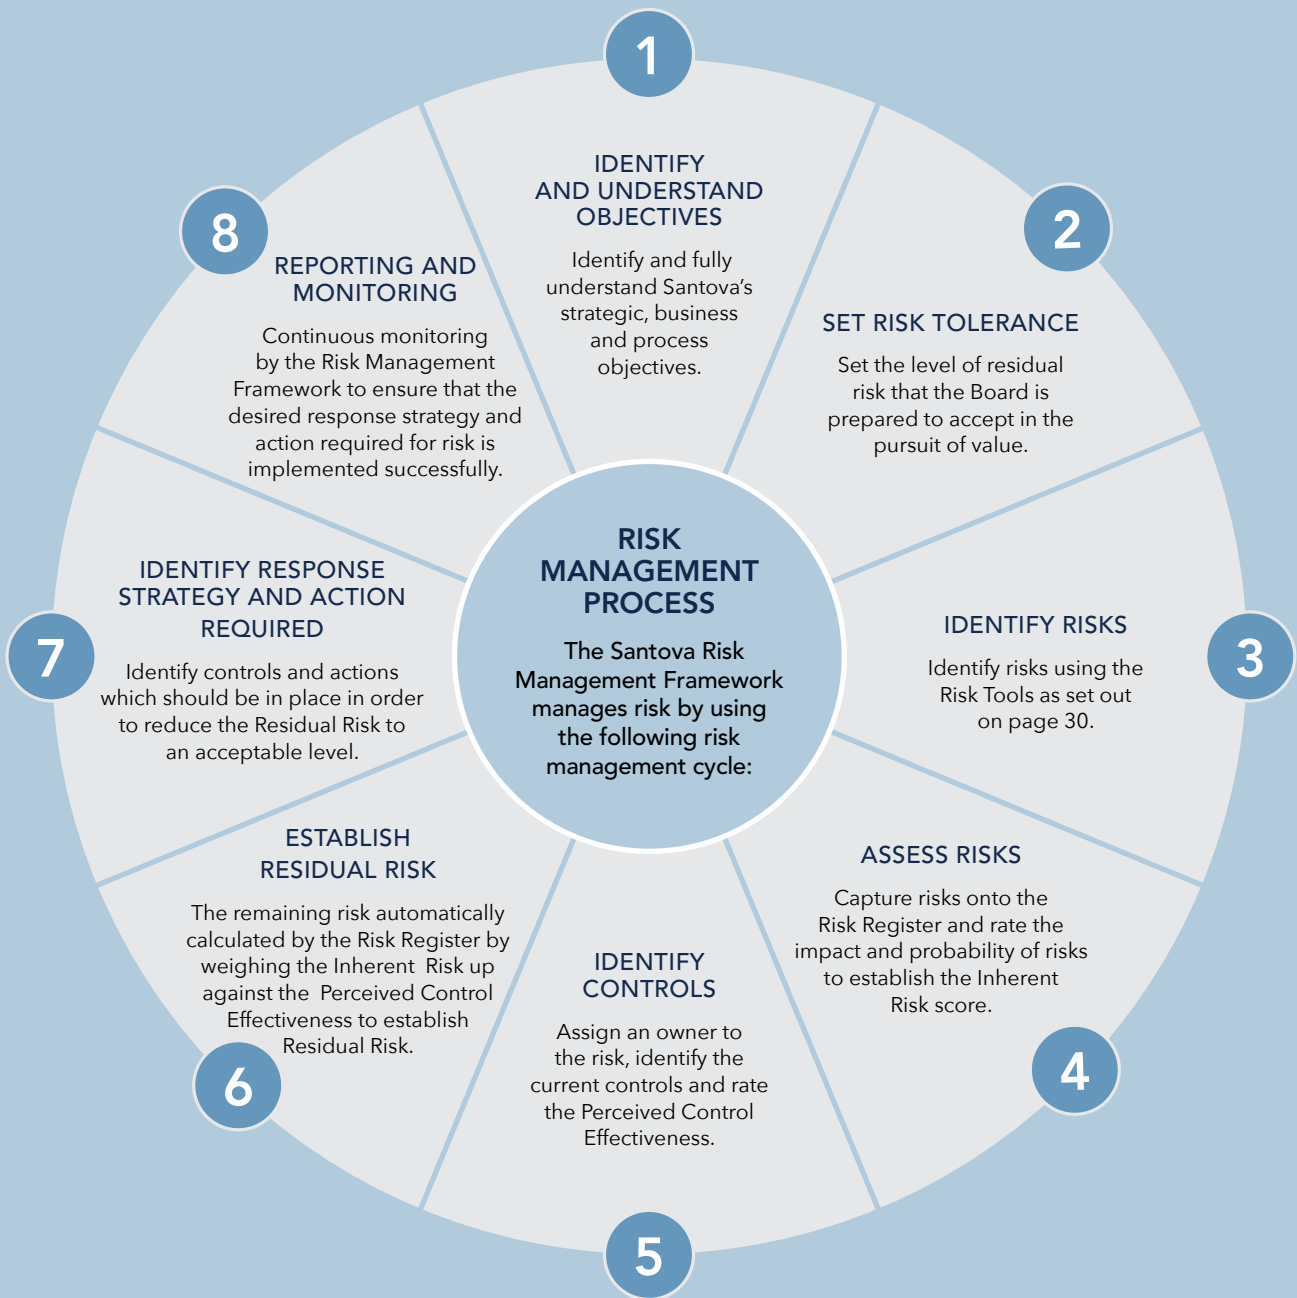 1
IDENTIFY
AND UNDERSTAND
OBJECTIVES
Identify and fully
understand Santova’s
strategic, business
and process
objectives.
2
SET RISK TOLERANCE
Set the level of residual
risk that the Board is
prepared to accept in the
pursuit of value.
3
IDENTIFY RISKS
Identify risks using the
Risk Tools as set out
on page 30.
4
ASSESS RISKS
Capture risks onto the
Risk Register and rate the
impact and probability of risks
to establish the Inherent
Risk score.
5
IDENTIFY
CONTROLS
Assign an owner to
the risk, identify the
current controls and rate
the Perceived Control
Effectiveness.
6
ESTABLISH
RESIDUAL RISK
The remaining risk automatically
calculated by the Risk Register by
weighing the Inherent Risk up
against the Perceived Control
Effectiveness to establish
Residual Risk.
7
IDENTIFY RESPONSE
STRATEGY AND ACTION
REQUIRED
Identify controls and actions
which should be in place in order
to reduce the Residual Risk to
an acceptable level.
8
REPORTING AND
MONITORING
Continuous monitoring
by the Risk Management
Framework to ensure that the
desired response strategy and
action required for risk is
implemented successfully.
RISK
MANAGEMENT
PROCESS
The Santova Risk
Management Framework
manages risk by using
the following risk
management cycle: